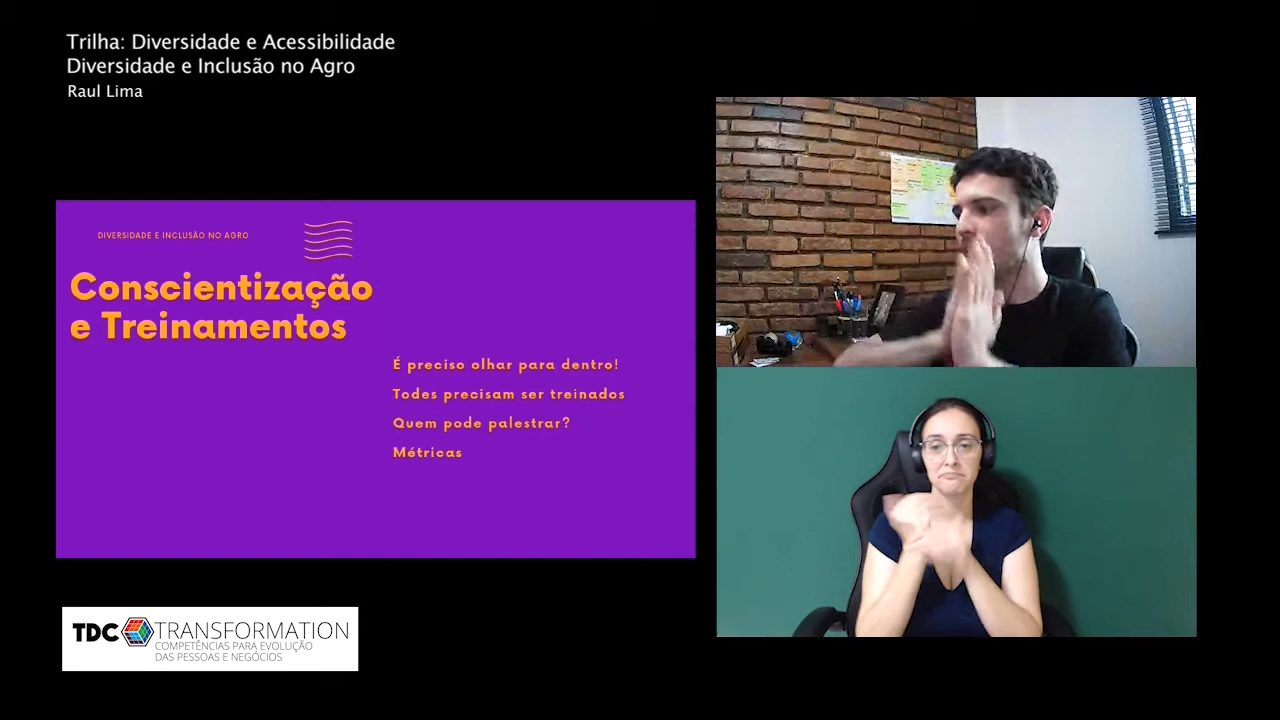 Trilha: Diversidade e Acessibilidade
Diversidade e Inclusão no Agro
Raul Lima
DIVERSIDADE E INCLUSÃO NO AGRO
Conscientização
e Treinamentos
É preciso olhar para dentro!
Todes precisam ser treinados
Quem pode palestrar?
Métricas
TDC TRANSFORMATION
COMPETÊNCIAS PARA EVOLUÇÃO
DAS PESSOAS E NEGÓCIOS